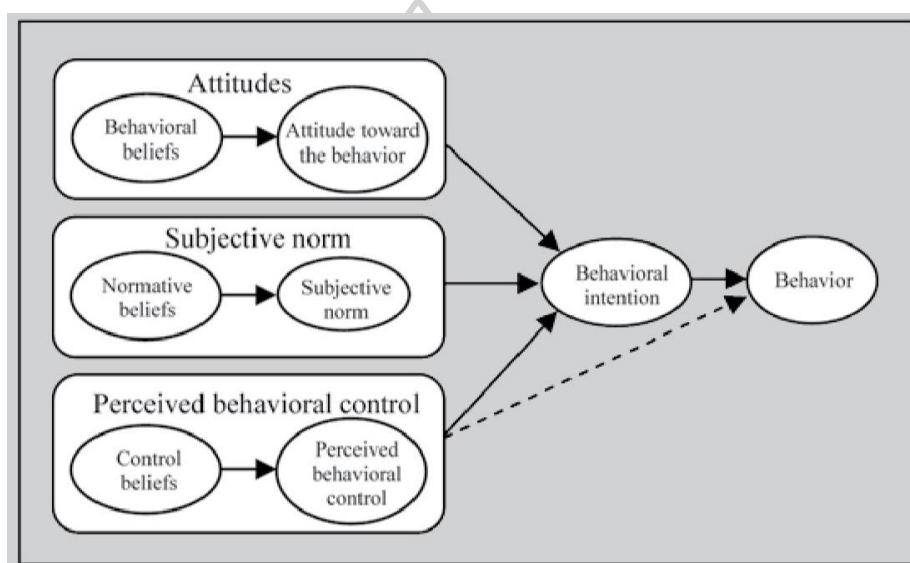 Attitudes
Behavioral
beliefs
Attitude toward
the behavior
Subjective norm
Normative
beliefs
Subjective
norm
Perceived behavioral control
Control
beliefs
Perceived
behavioral
control
Behavioral
intention
Behavior